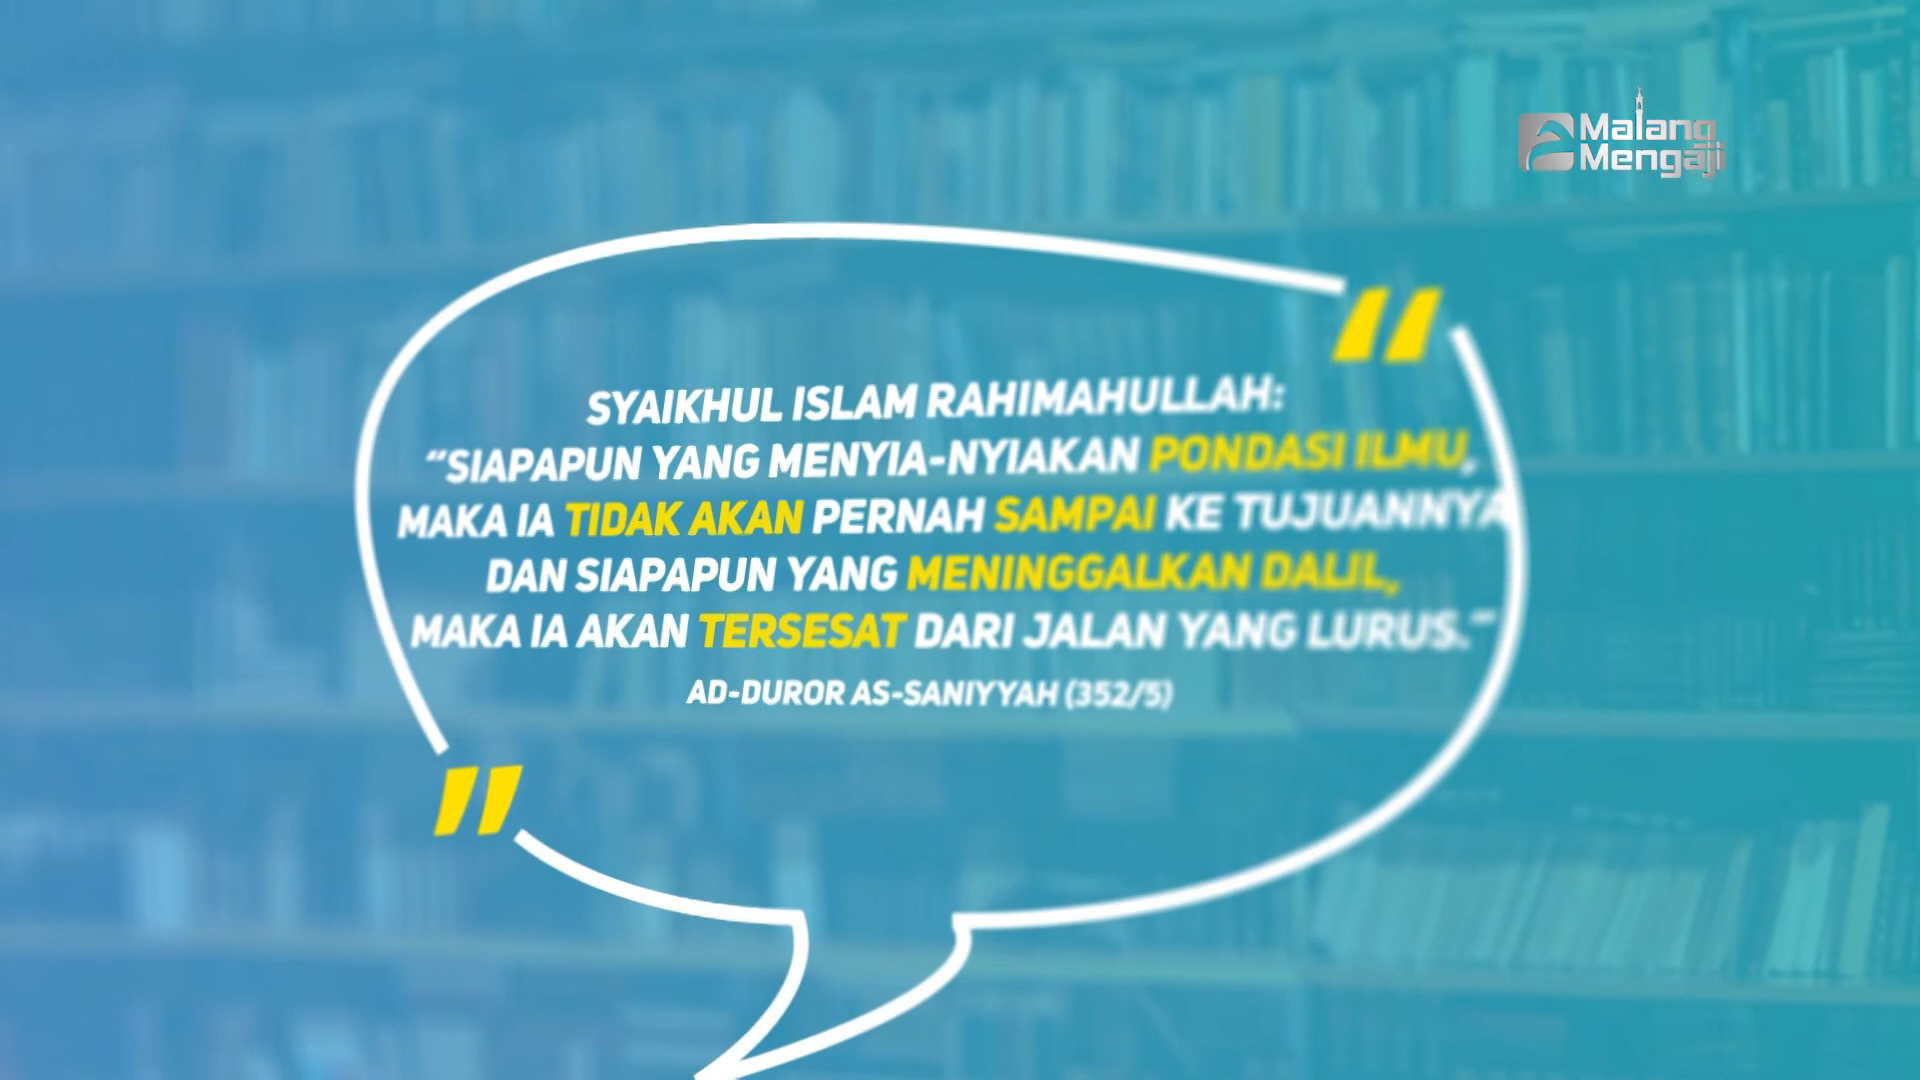 Malang
Mengaji
SYAIKHUL ISLAM RAHIMAHULLAH:
“SIAPAPUN YANG MENYIA-NYIAKAN PONDASI ILMU,
MAKA IA TIDAK AKAN PERNAH SAMPAI KE TUJUANNYA
DAN SIAPAPUN YANG MENINGGALKAN DALIL,
MAKA IA AKAN TERSESAT DARI JALAN YANG LURUS.”
AD-DUROR AS-SANIYYAH (352/5)